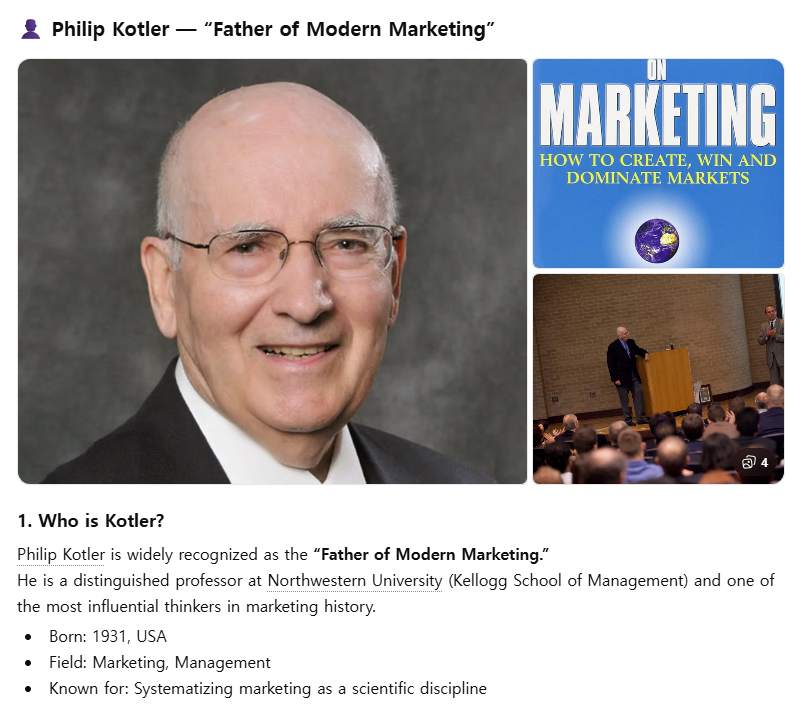 Philip Kotler — “Father of Modern Marketing”
ON
MARKETING
HOW TO CREATE, WIN AND
DOMINATE MARKETS
4
1. Who is Kotler?
Philip Kotler is widely recognized as the “Father of Modern Marketing.”
He is a distinguished professor at Northwestern University (Kellogg School of Management) and one of
the most influential thinkers in marketing history.
• Born: 1931, USA
• Field: Marketing, Management
• Known for: Systematizing marketing as a scientific discipline